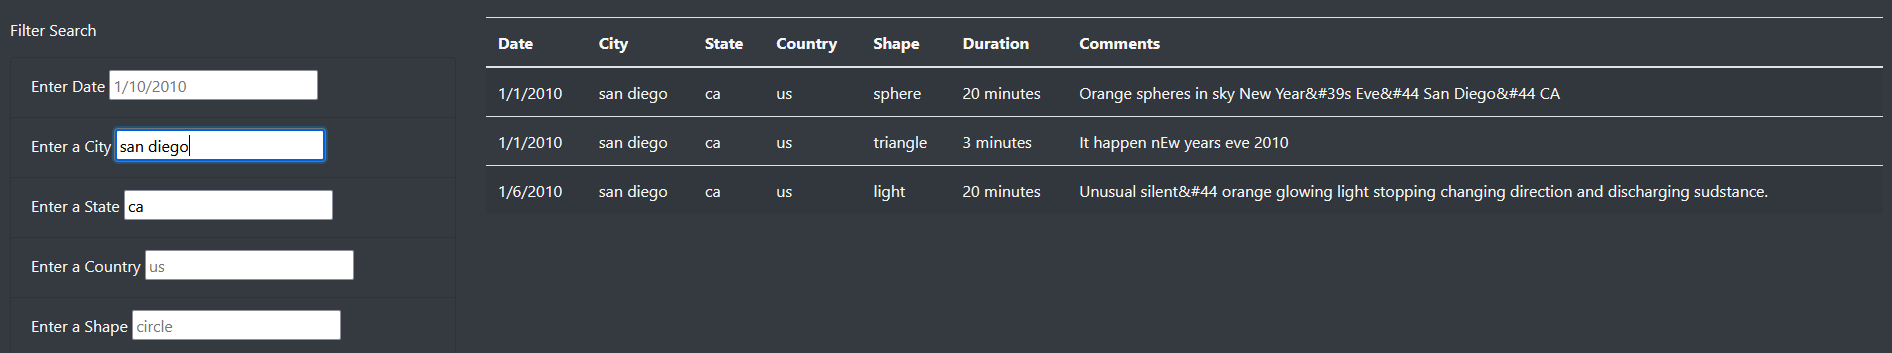 Filter Search
Enter Date 1/10/2010
Enter a City san diego
Enter a State ca
Enter a Country us
Enter a Shape circle
Date City State Country Shape Duration Comments
1/1/2010 san diego ca us sphere 20 minutes Orange spheres in sky New Year&#39s Eve&#44 San Diego&#44 CA
1/1/2010 san diego ca us triangle 3 minutes It happen nEw years eve 2010
1/6/2010 san diego ca us light 20 minutes Unusual silent&#44 orange glowing light stopping changing direction and discharging sudstance.